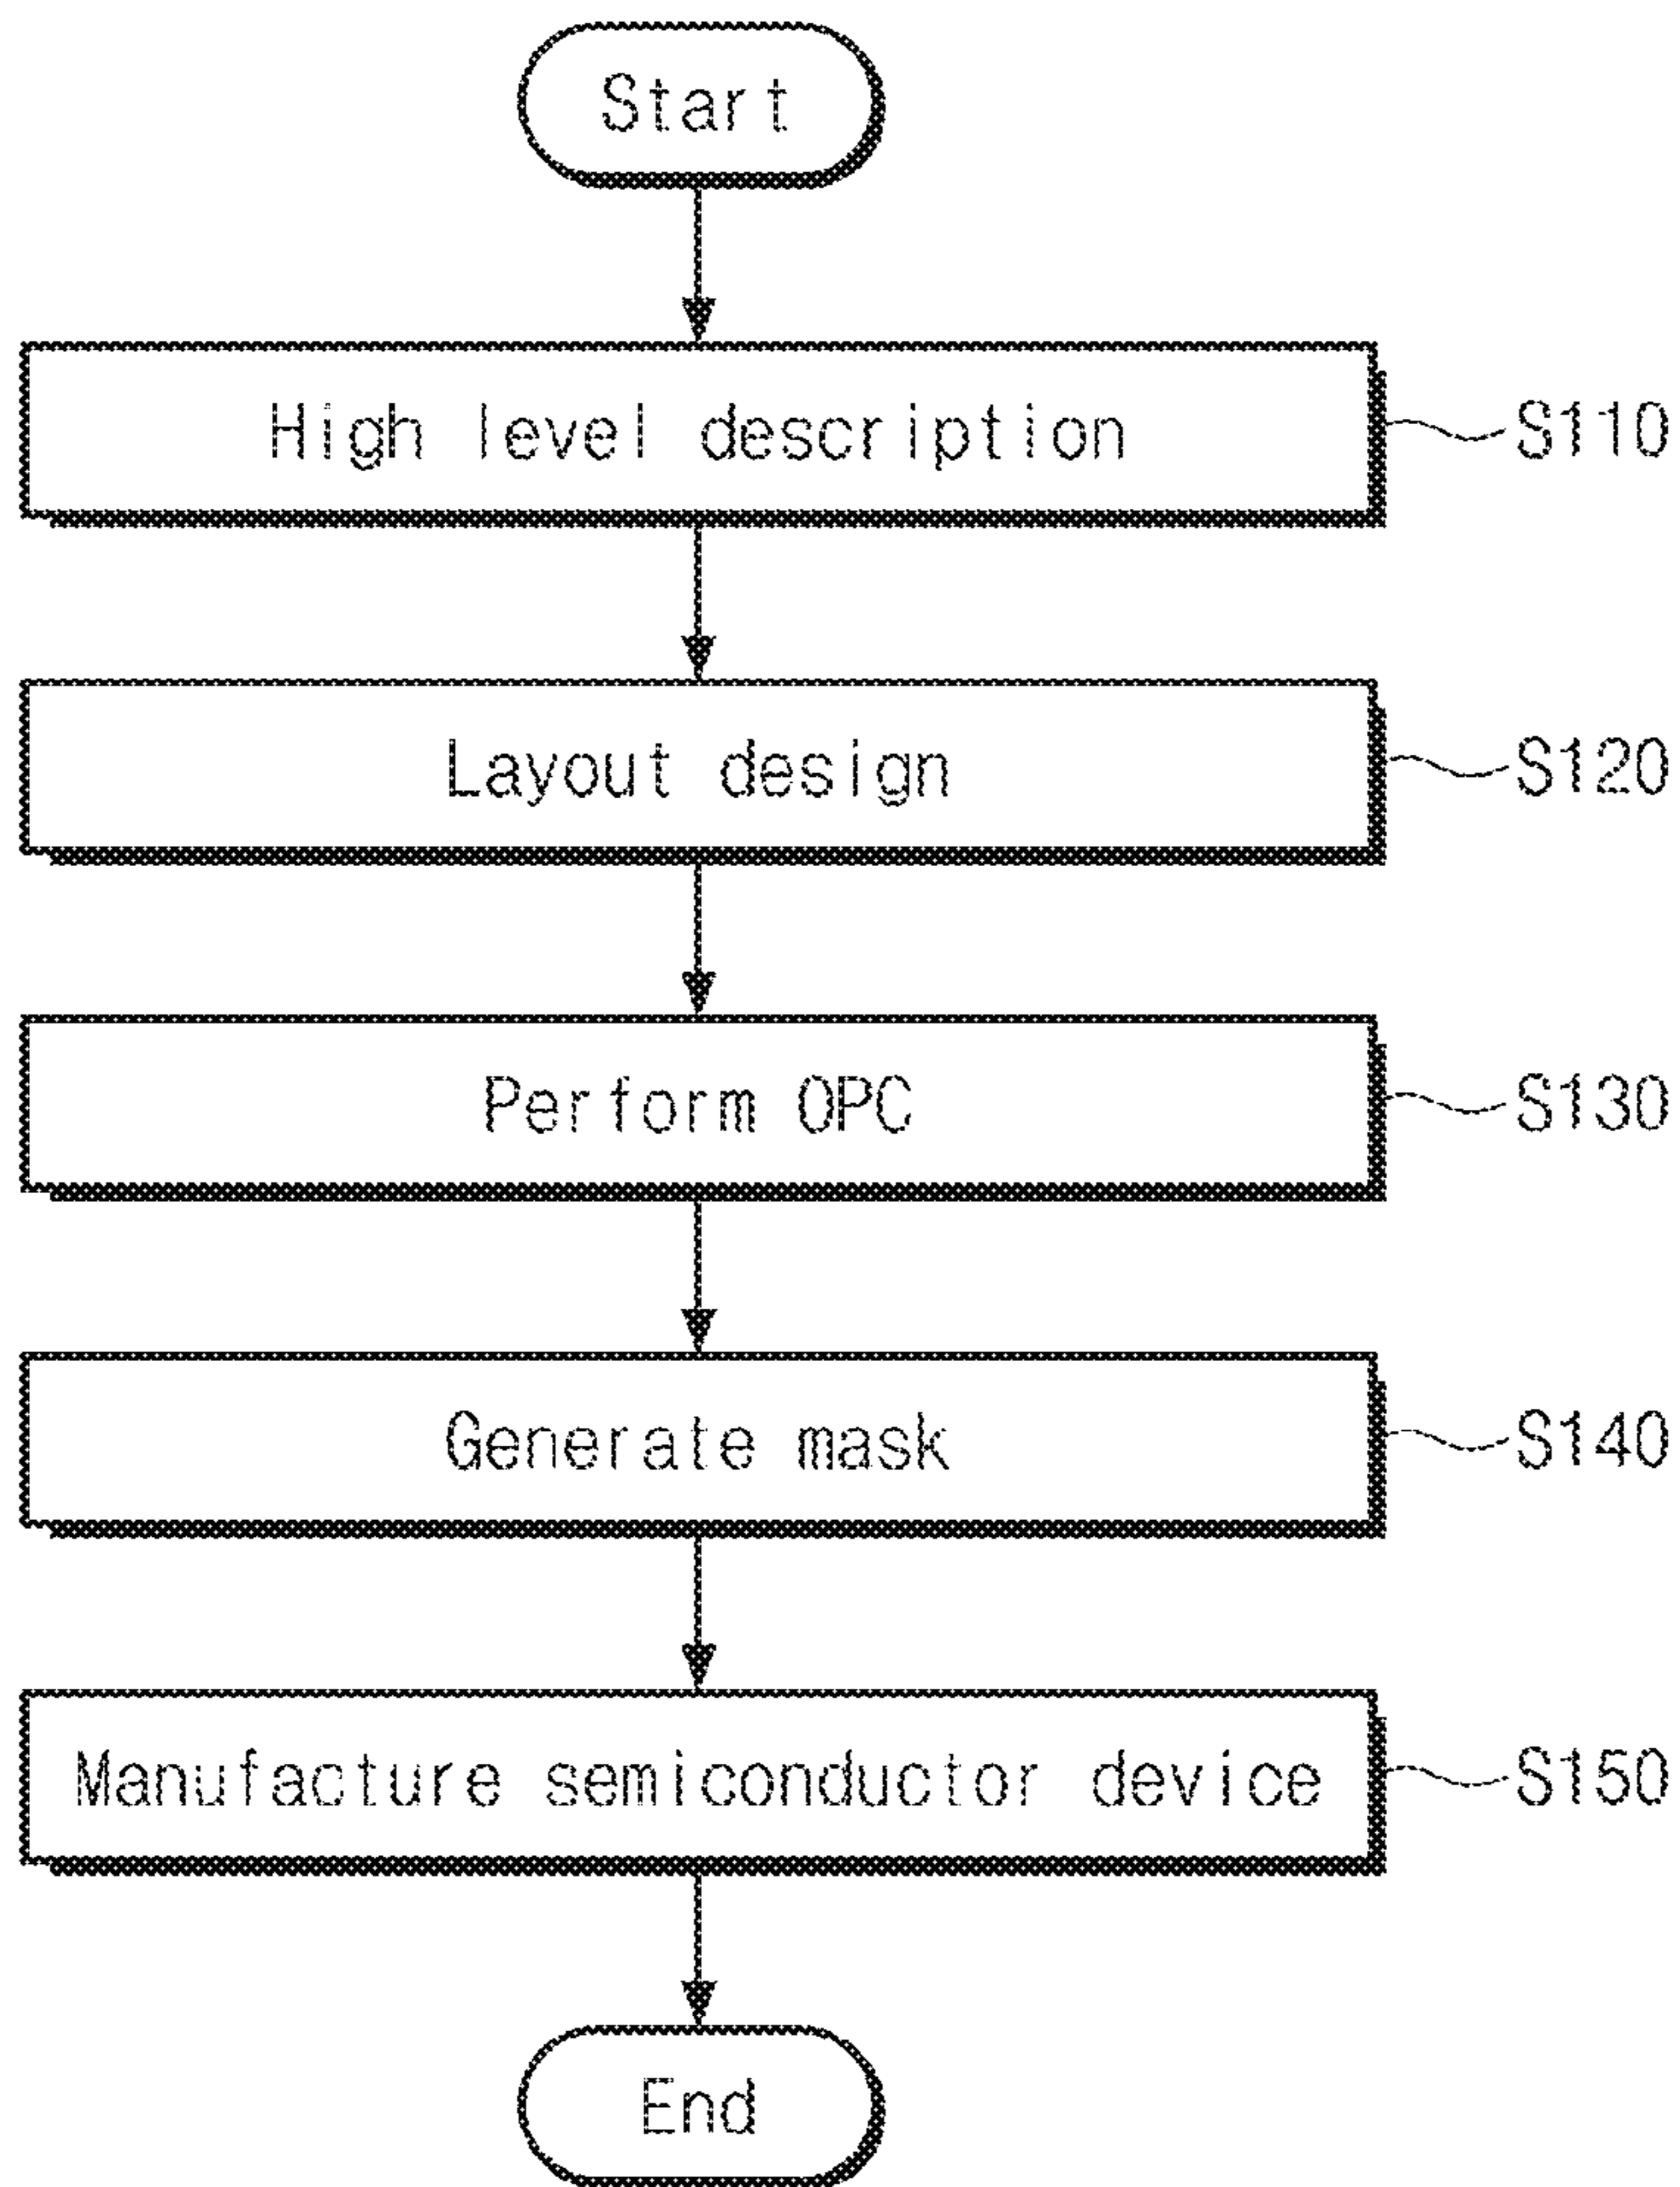 Start
High level description
S110
Layout design
S120
Perform OPC
S130
Generate mask
S140
Manufacture semiconductor device
S150
End